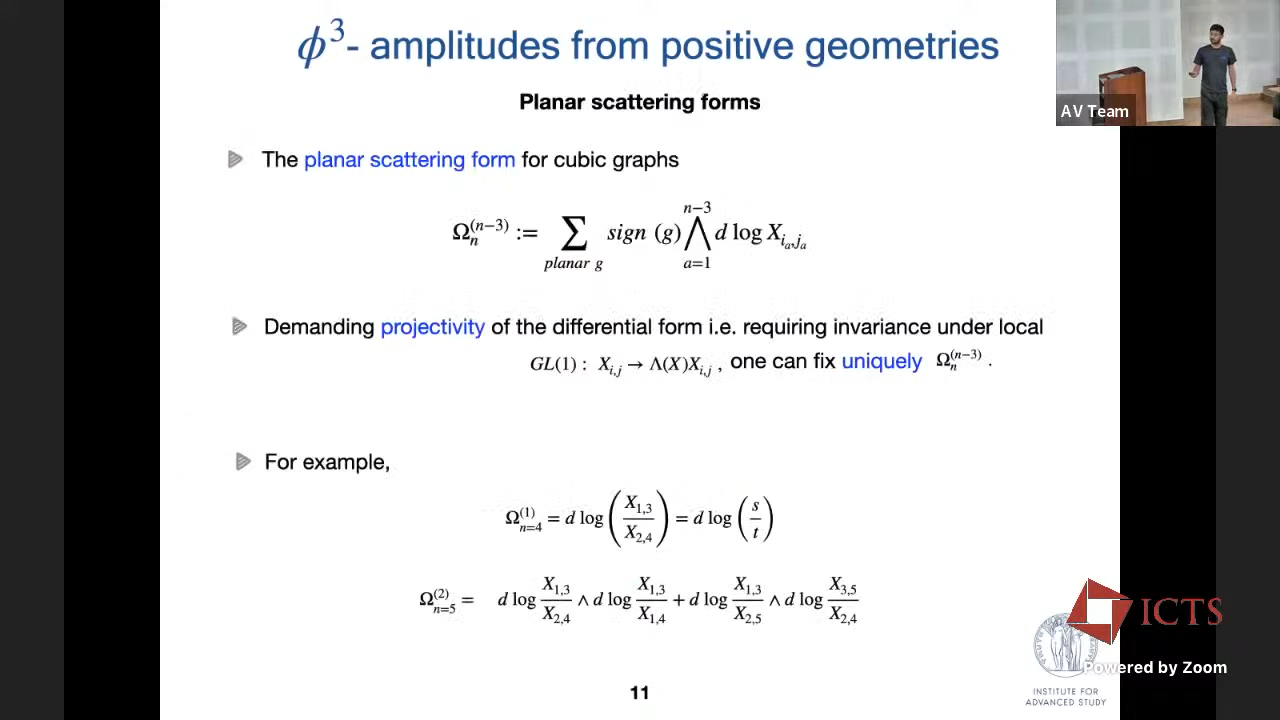 ϕ³- amplitudes from positive geometries
AV Team
Planar scattering forms
The planar scattering form for cubic graphs
Ω_n^{(n−3)} := ∑_{planar g} sign (g) ⋀_{a=1}^{n−3} d log X_{i_a,j_a}
Demanding projectivity of the differential form i.e. requiring invariance under local
GL(1) : X_{i,j} → Λ(X)X_{i,j} , one can fix uniquely Ω_n^{(n−3)} .
For example,
Ω_{n=4}^{(1)} = d log (X_{1,3}/X_{2,4}) = d log (s/t)
Ω_{n=5}^{(2)} = d log X_{1,3}/X_{2,4} ∧ d log X_{1,3}/X_{1,4} + d log X_{1,3}/X_{2,5} ∧ d log X_{3,5}/X_{2,4}
ICTS
Powered by Zoom
INSTITUTE FOR
ADVANCED STUDY
11